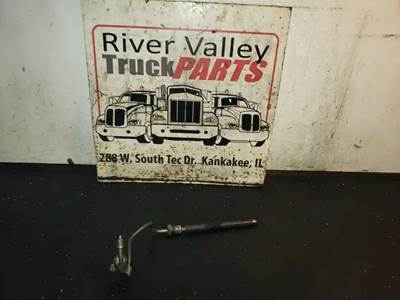 River Valley
TruckPARTS
288 W. South Tec Dr. Kankakee, IL